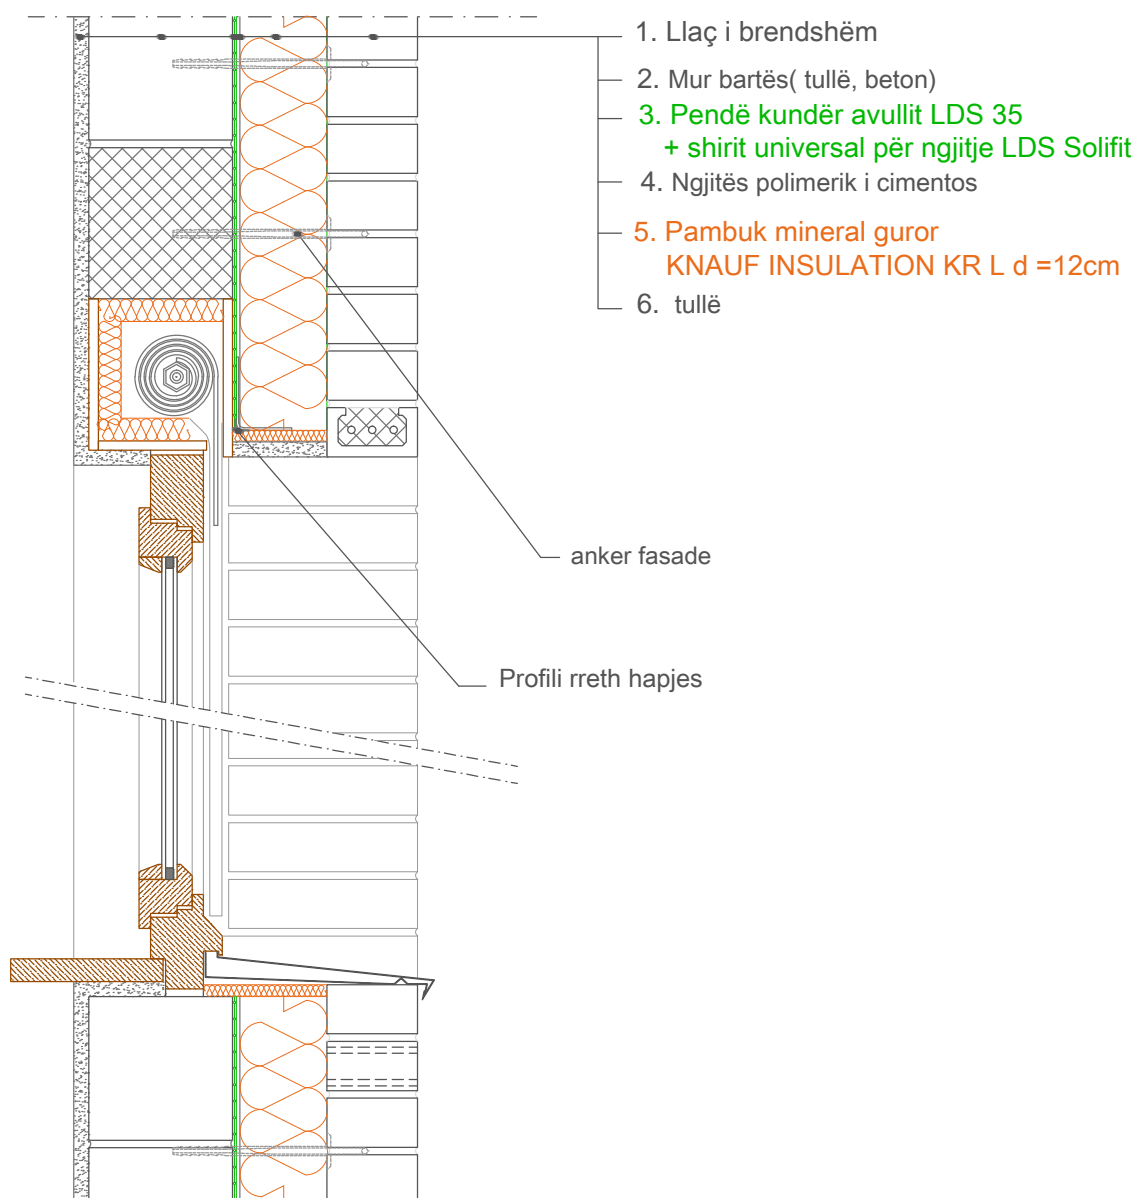 1. Llaç i brendshëm
2. Mur bartës( tullë, beton)
3. Pendë kundër avullit LDS 35
+ shirit universal për ngjitje LDS Solifit
4. Ngjitës polimerik i cimentos
5. Pambuk mineral guror
KNAUF INSULATION KR L d =12cm
6. tullë
anker fasade
Profili rreth hapjes